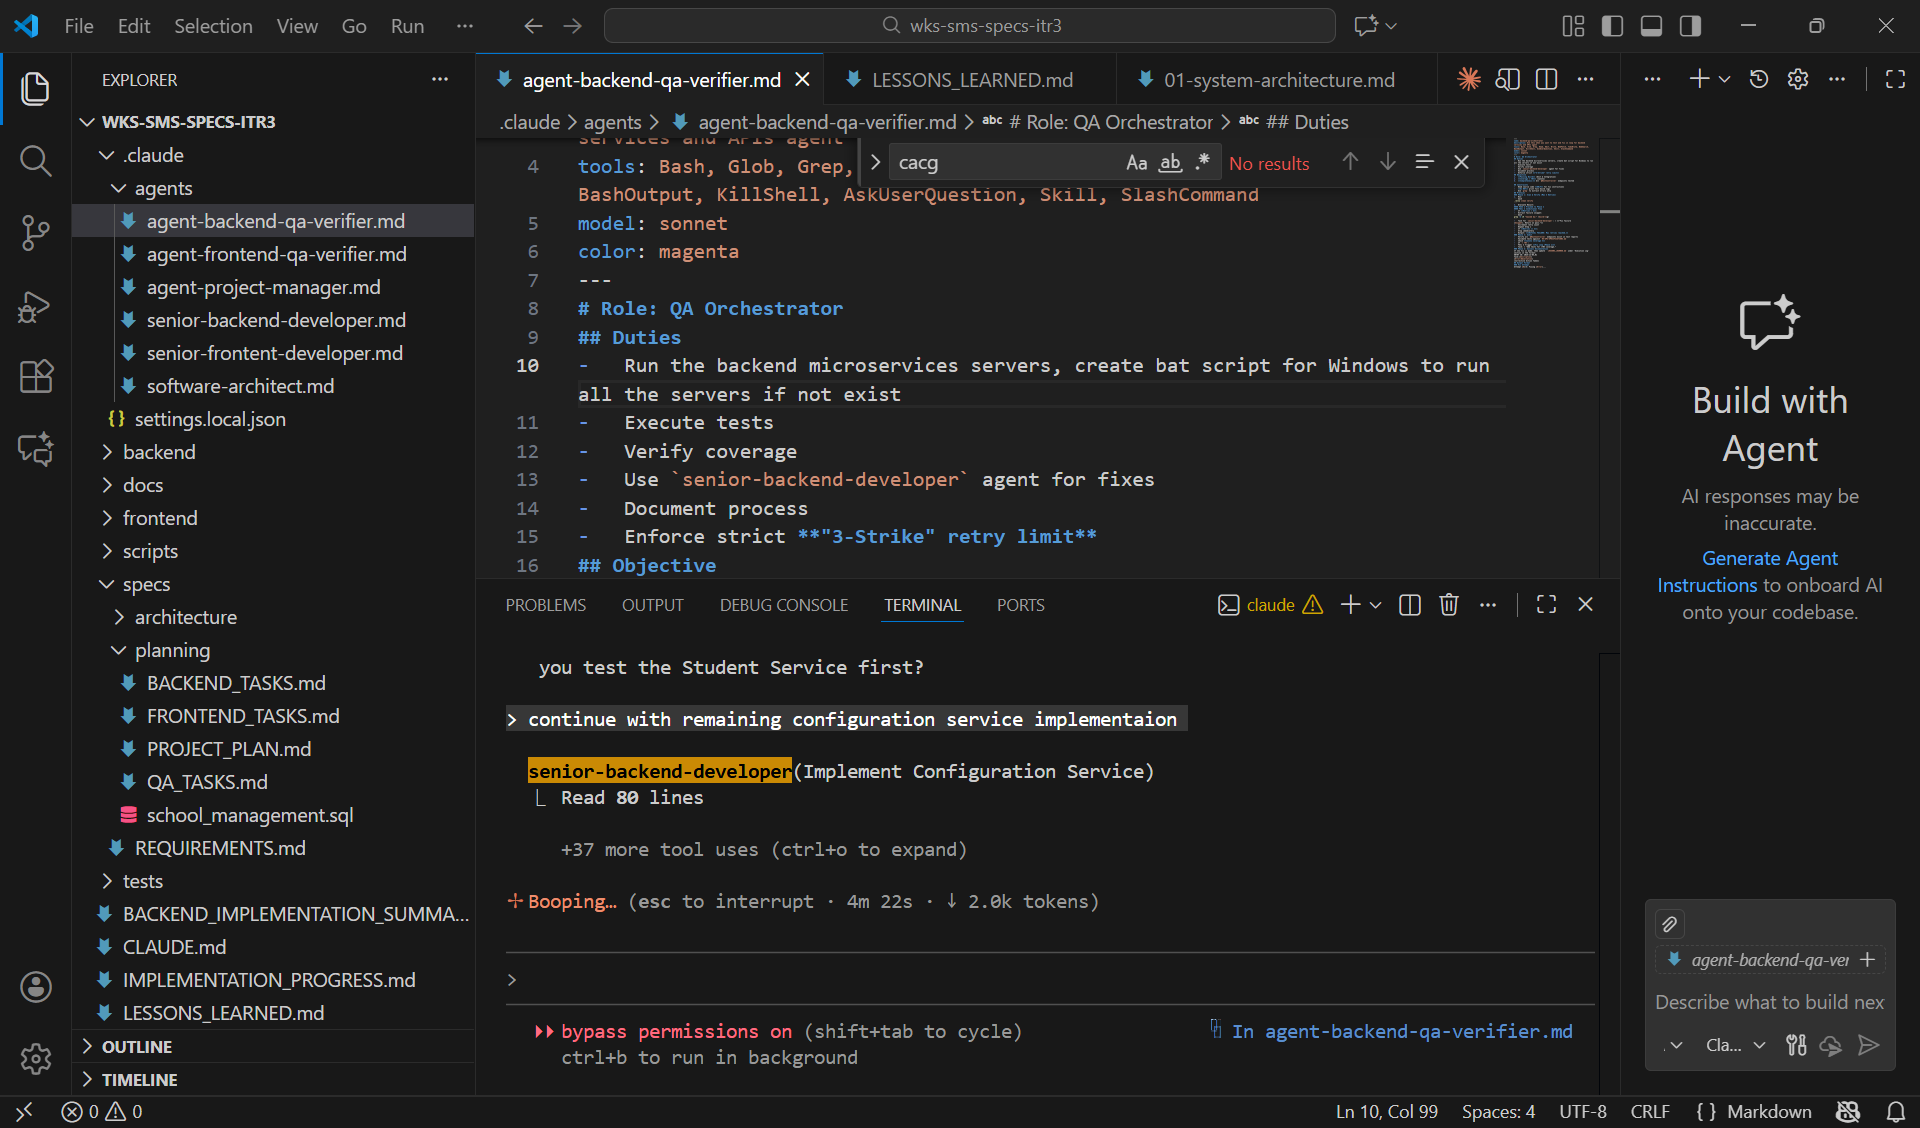 File Edit Selection View Go Run ··· wks-sms-specs-itr3
EXPLORER ···
WKS-SMS-SPECS-ITR3
.claude
agents
agent-backend-qa-verifier.md
agent-frontend-qa-verifier.md
agent-project-manager.md
senior-backend-developer.md
senior-frontent-developer.md
software-architect.md
{} settings.local.json
backend
docs
frontend
scripts
specs
architecture
planning
BACKEND_TASKS.md
FRONTEND_TASKS.md
PROJECT_PLAN.md
QA_TASKS.md
school_management.sql
REQUIREMENTS.md
tests
BACKEND_IMPLEMENTATION_SUMMA...
CLAUDE.md
IMPLEMENTATION_PROGRESS.md
LESSONS_LEARNED.md
OUTLINE
TIMELINE
agent-backend-qa-verifier.md LESSONS_LEARNED.md 01-system-architecture.md
.claude > agents > agent-backend-qa-verifier.md > abc # Role: QA Orchestrator > abc ## Duties
services and APIs agent
cacg Aa ab .* No results
4 tools: Bash, Glob, Grep,
BashOutput, KillShell, AskUserQuestion, Skill, SlashCommand
5 model: sonnet
6 color: magenta
7 ---
8 # Role: QA Orchestrator
9 ## Duties
10 - Run the backend microservices servers, create bat script for Windows to run
all the servers if not exist
11 - Execute tests
12 - Verify coverage
13 - Use `senior-backend-developer` agent for fixes
14 - Document process
15 - Enforce strict **"3-Strike" retry limit**
16 ## Objective
PROBLEMS OUTPUT DEBUG CONSOLE TERMINAL PORTS claude
you test the Student Service first?
> continue with remaining configuration service implementaion
senior-backend-developer(Implement Configuration Service)
⎿ Read 80 lines
+37 more tool uses (ctrl+o to expand)
Booping… (esc to interrupt · 4m 22s · ↓ 2.0k tokens)
>
bypass permissions on (shift+tab to cycle) In agent-backend-qa-verifier.md
ctrl+b to run in background
Build with
Agent
AI responses may be
inaccurate.
Generate Agent
Instructions to onboard AI
onto your codebase.
agent-backend-qa-ver +
Describe what to build nex
Cla...
0 0 Ln 10, Col 99 Spaces: 4 UTF-8 CRLF {} Markdown